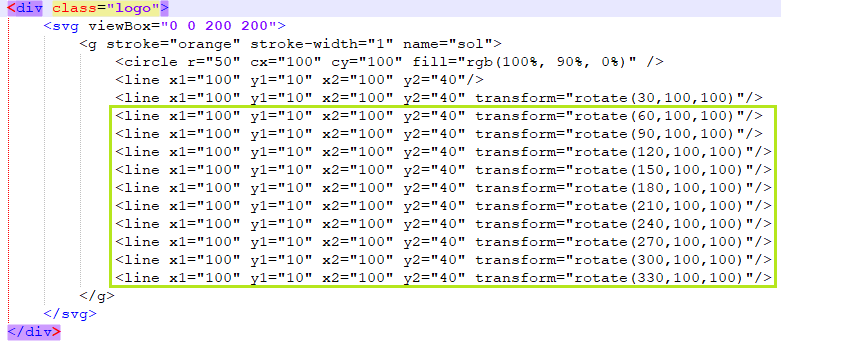 <div class="logo">
<svg viewBox="0 0 200 200">
<g stroke="orange" stroke-width="1" name="sol">
<circle r="50" cx="100" cy="100" fill="rgb(100%, 90%, 0%)" />
<line x1="100" y1="10" x2="100" y2="40"/>
<line x1="100" y1="10" x2="100" y2="40" transform="rotate(30,100,100)"/>
<line x1="100" y1="10" x2="100" y2="40" transform="rotate(60,100,100)"/>
<line x1="100" y1="10" x2="100" y2="40" transform="rotate(90,100,100)"/>
<line x1="100" y1="10" x2="100" y2="40" transform="rotate(120,100,100)"/>
<line x1="100" y1="10" x2="100" y2="40" transform="rotate(150,100,100)"/>
<line x1="100" y1="10" x2="100" y2="40" transform="rotate(180,100,100)"/>
<line x1="100" y1="10" x2="100" y2="40" transform="rotate(210,100,100)"/>
<line x1="100" y1="10" x2="100" y2="40" transform="rotate(240,100,100)"/>
<line x1="100" y1="10" x2="100" y2="40" transform="rotate(270,100,100)"/>
<line x1="100" y1="10" x2="100" y2="40" transform="rotate(300,100,100)"/>
<line x1="100" y1="10" x2="100" y2="40" transform="rotate(330,100,100)"/>
</g>
</svg>
</div>